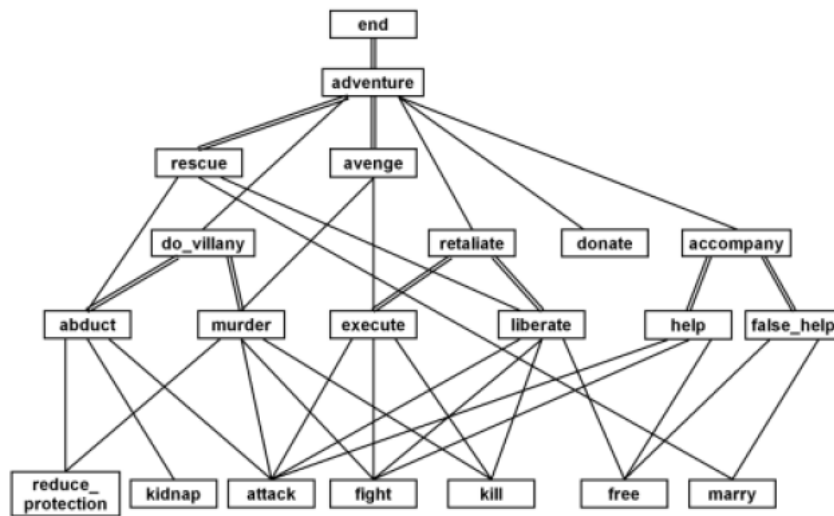 end
adventure
rescue
avenge
do_villany
retaliate
donate
accompany
abduct
murder
execute
liberate
help
false_help
reduce_
protection
kidnap
attack
fight
kill
free
marry